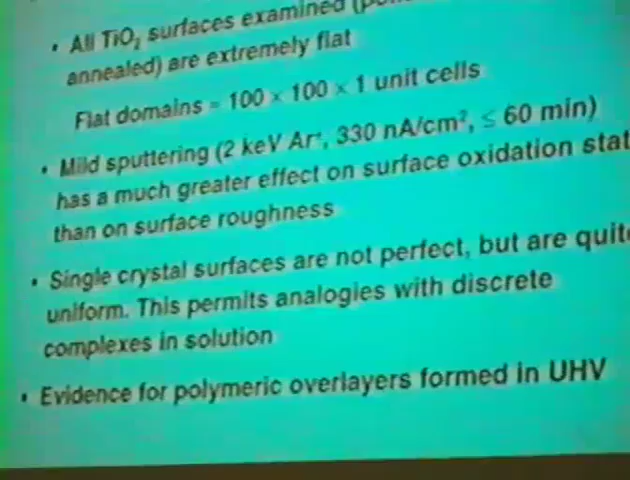 • All TiO₂ surfaces examined
annealed) are extremely flat
Flat domains = 100 × 100 × 1 unit cells
• Mild sputtering (2 keV Ar⁺, 330 nA/cm², ≤ 60 min)
has a much greater effect on surface oxidation stat
than on surface roughness
• Single crystal surfaces are not perfect, but are quite
uniform. This permits analogies with discrete
complexes in solution
• Evidence for polymeric overlayers formed in UHV